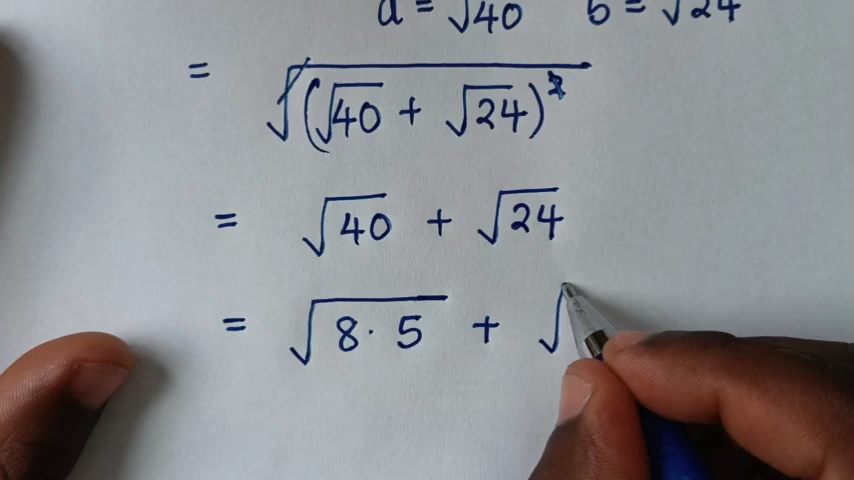 a = √40 b = √24
= √(√40 + √24)²
= √40 + √24
= √8·5 + √